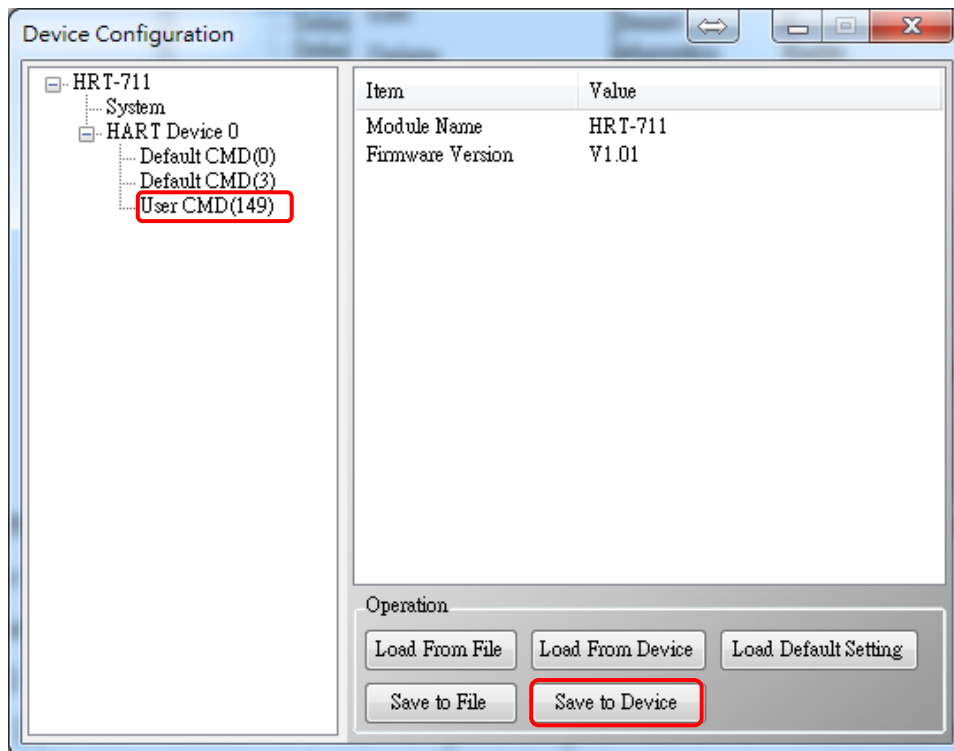 Device Configuration
HRT-711
System
HART Device 0
Default CMD(0)
Default CMD(3)
User CMD(149)
Item Value
Module Name HRT-711
Firmware Version V1.01
Operation
Load From File Load From Device Load Default Setting
Save to File Save to Device